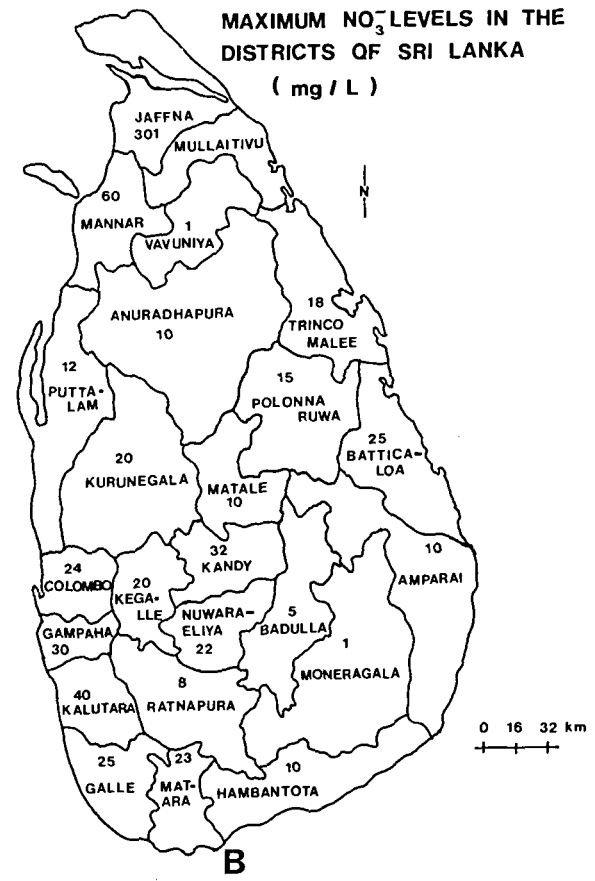 MAXIMUM NO₃⁻ LEVELS IN THE
DISTRICTS OF SRI LANKA
( mg / L )
JAFFNA
301
MULLAITIVU
N
60
MANNAR
1
VAVUNIYA
ANURADHAPURA
10
18
TRINCO
MALEE
12
PUTTA-
LAM
15
POLONNA
RUWA
25
BATTICA-
LOA
20
KURUNEGALA
MATALE
10
24
COLOMBO
20
KEGA-
LLE
32
KANDY
10
AMPARAI
NUWARA-
ELIYA
22
5
BADULLA
GAMPAHA
30
1
MONERAGALA
40
KALUTARA
8
RATNAPURA
0 16 32 km
25
GALLE
23
MAT-
ARA
10
HAMBANTOTA
B